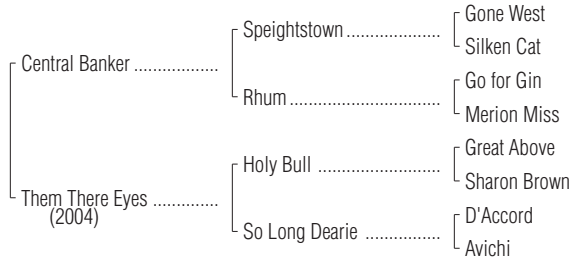 Gone West
Speightstown ....................
Silken Cat
Central Banker .................
Go for Gin
Rhum ................................
Merion Miss
Great Above
Holy Bull ..........................
Sharon Brown
Them There Eyes .............
(2004)
D'Accord
So Long Dearie ................
Avichi